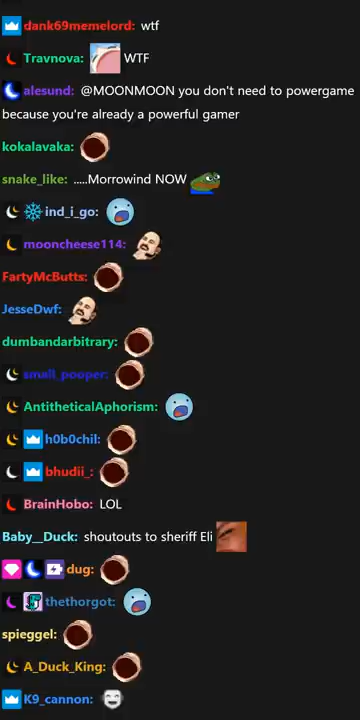 dank69memelord: wtf
Travnova: WTF
alesund: @MOONMOON you don't need to powergame
because you're already a powerful gamer
kokalavaka:
snake_like: .....Morrowind NOW
ind_i_go:
mooncheese114:
FartyMcButts:
JesseDwf:
dumbandarbitrary:
small_pooper:
AntitheticalAphorism:
h0b0chil:
bhudii_:
BrainHobo: LOL
Baby__Duck: shoutouts to sheriff Eli
dug:
thethorgot:
spieggel:
A_Duck_King:
K9_cannon: